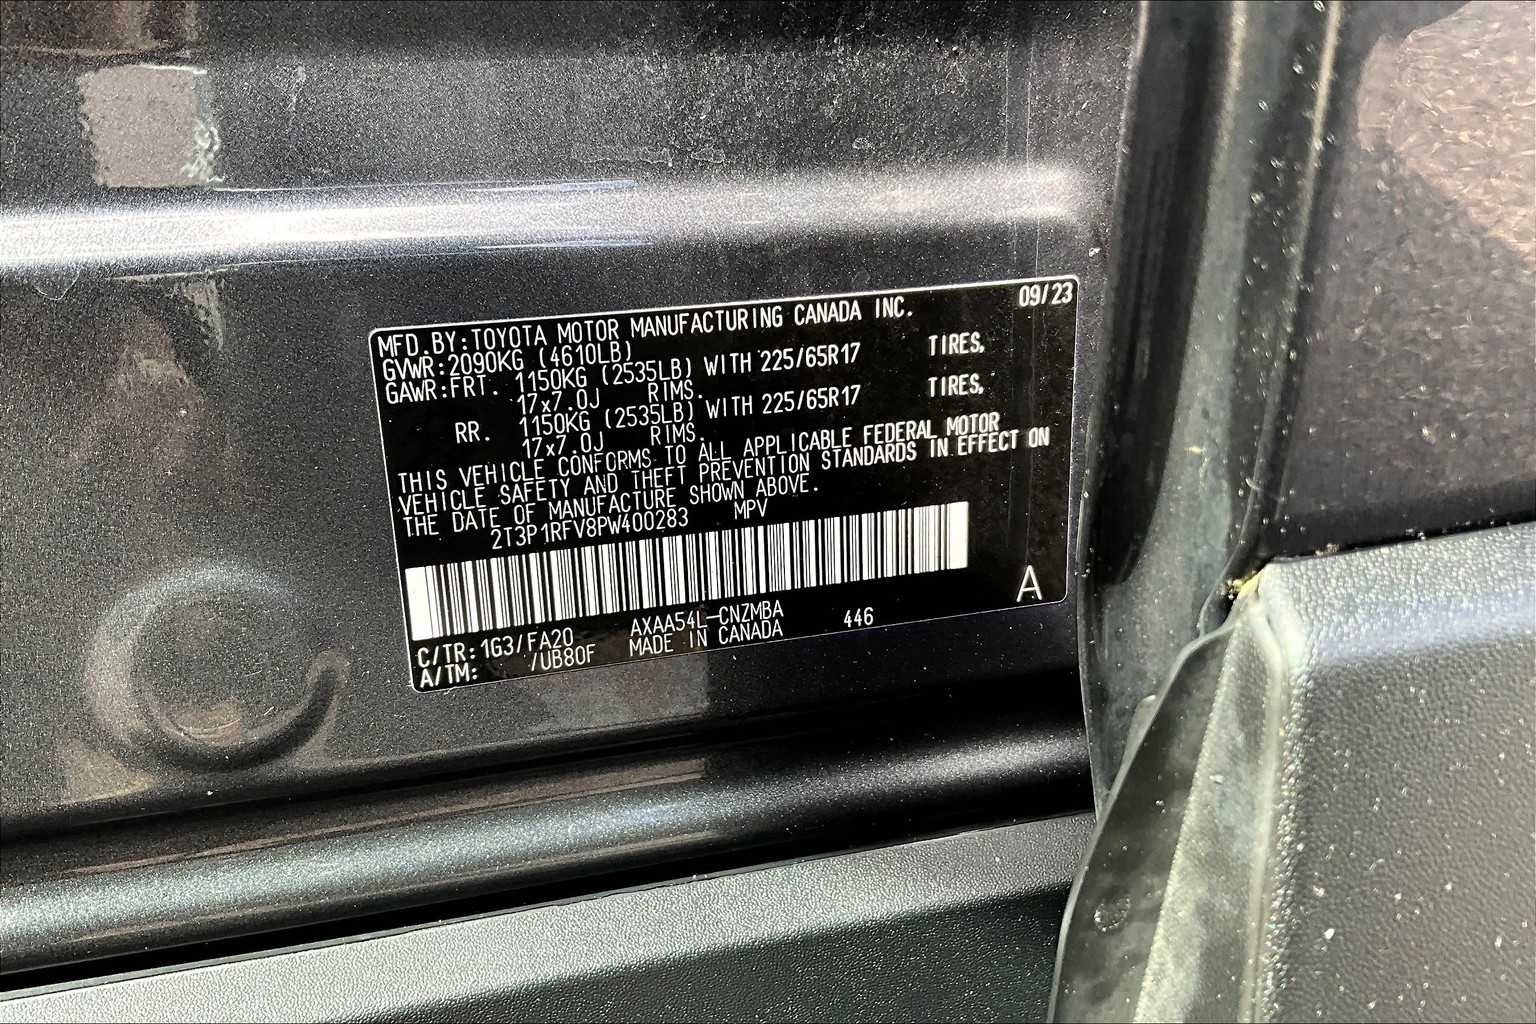 MFD.BY:TOYOTA MOTOR MANUFACTURING CANADA INC. 09/23
GVWR:2090KG (4610LB)
GAWR:FRT. 1150KG (2535LB) WITH 225/65R17 TIRES.
17x7.0J RIMS.
RR. 1150KG (2535LB) WITH 225/65R17 TIRES.
17x7.0J RIMS.
THIS VEHICLE CONFORMS TO ALL APPLICABLE FEDERAL MOTOR
VEHICLE SAFETY AND THEFT PREVENTION STANDARDS IN EFFECT ON
THE DATE OF MANUFACTURE SHOWN ABOVE.
2T3P1RFV8PW400283 MPV
A
C/TR:1G3/FA20 AXAA54L-CNZMBA 446
A/TM: /UB80F MADE IN CANADA